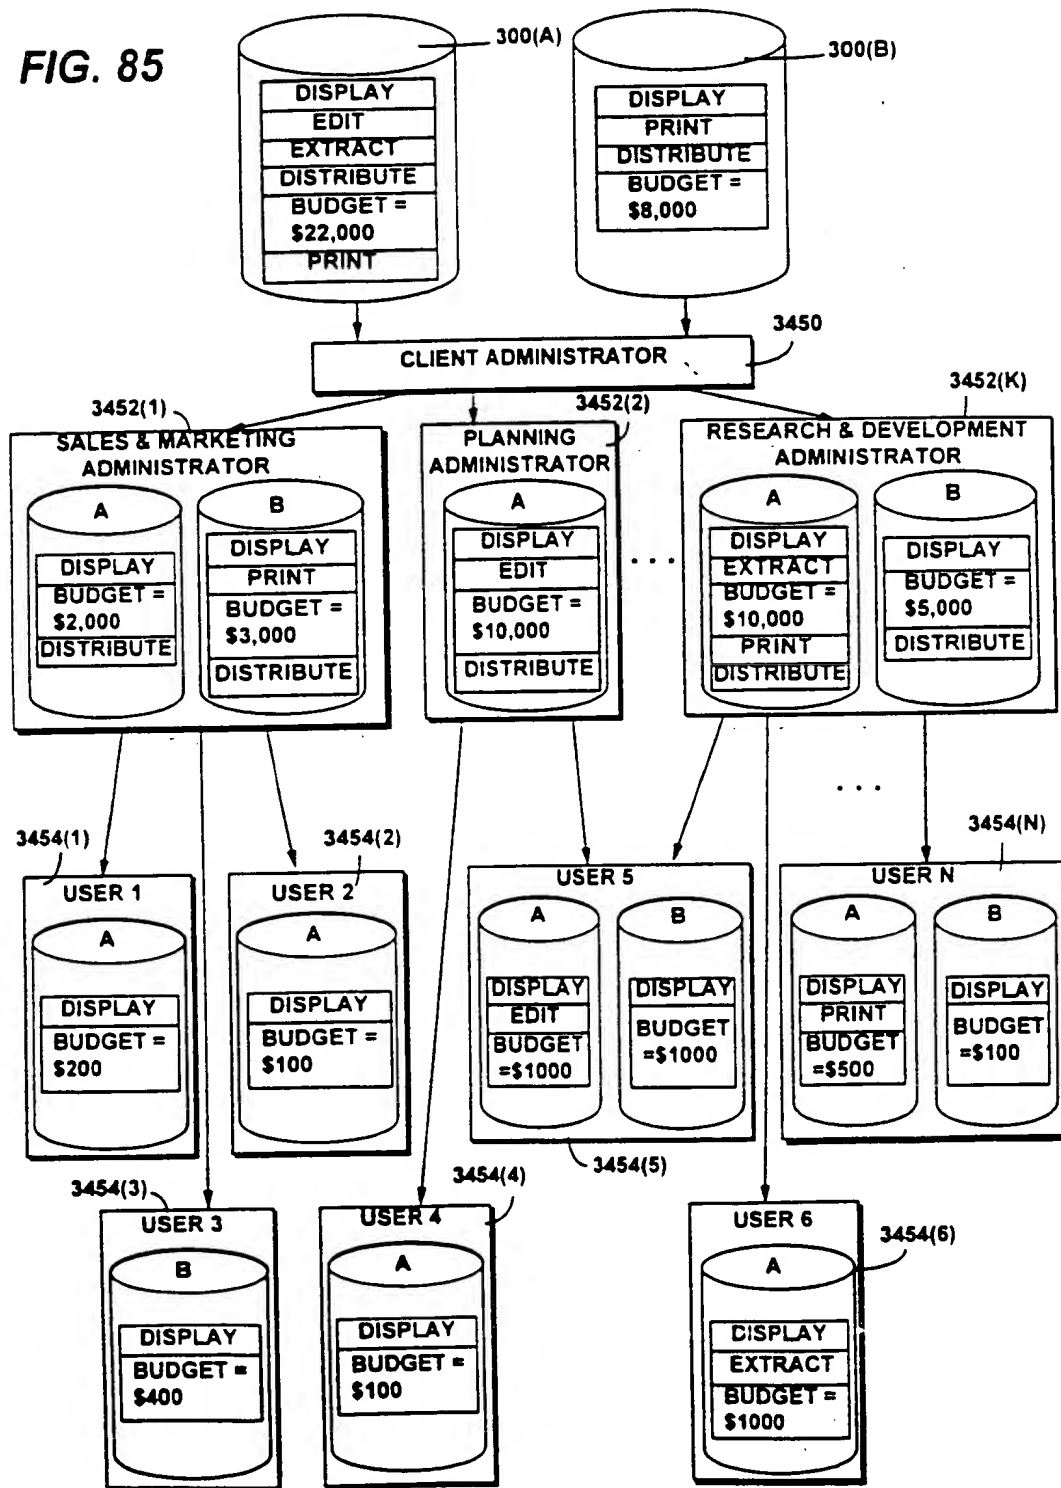 FIG. 85
300(A)
DISPLAY
EDIT
EXTRACT
DISTRIBUTE
BUDGET =
$22,000
PRINT
300(B)
DISPLAY
PRINT
DISTRIBUTE
BUDGET =
$8,000
CLIENT ADMINISTRATOR
3450
3452(1)
SALES & MARKETING
ADMINISTRATOR
A
DISPLAY
BUDGET =
$2,000
DISTRIBUTE
B
DISPLAY
PRINT
BUDGET =
$3,000
DISTRIBUTE
3452(2)
PLANNING
ADMINISTRATOR
A
DISPLAY
EDIT
BUDGET =
$10,000
DISTRIBUTE
. . .
3452(K)
RESEARCH & DEVELOPMENT
ADMINISTRATOR
A
DISPLAY
EXTRACT
BUDGET =
$10,000
PRINT
DISTRIBUTE
B
DISPLAY
BUDGET =
$5,000
DISTRIBUTE
. . .
3454(1)
USER 1
A
DISPLAY
BUDGET =
$200
3454(2)
USER 2
A
DISPLAY
BUDGET =
$100
USER 5
A
DISPLAY
EDIT
BUDGET
=$1000
B
DISPLAY
BUDGET
=$1000
3454(5)
3454(N)
USER N
A
DISPLAY
PRINT
BUDGET
=$500
B
DISPLAY
BUDGET
=$100
3454(3)
USER 3
B
DISPLAY
BUDGET =
$400
3454(4)
USER 4
A
DISPLAY
BUDGET =
$100
USER 6
3454(6)
A
DISPLAY
EXTRACT
BUDGET =
$1000